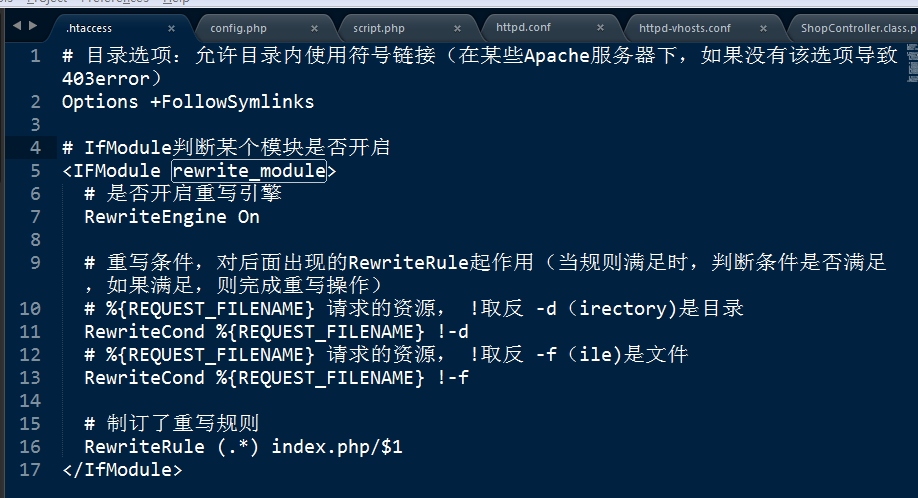 .htaccess × config.php × script.php × httpd.conf × httpd-vhosts.conf × ShopController.class.p
1 # 目录选项：允许目录内使用符号链接（在某些Apache服务器下，如果没有该选项导致
403error）
2 Options +FollowSymlinks
3
4 # IfModule判断某个模块是否开启
5 <IFModule rewrite_module>
6 # 是否开启重写引擎
7 RewriteEngine On
8
9 # 重写条件，对后面出现的RewriteRule起作用（当规则满足时，判断条件是否满足
，如果满足，则完成重写操作）
10 # %{REQUEST_FILENAME} 请求的资源， !取反 -d（irectory)是目录
11 RewriteCond %{REQUEST_FILENAME} !-d
12 # %{REQUEST_FILENAME} 请求的资源， !取反 -f（ile)是文件
13 RewriteCond %{REQUEST_FILENAME} !-f
14
15 # 制订了重写规则
16 RewriteRule (.*) index.php/$1
17 </IfModule>